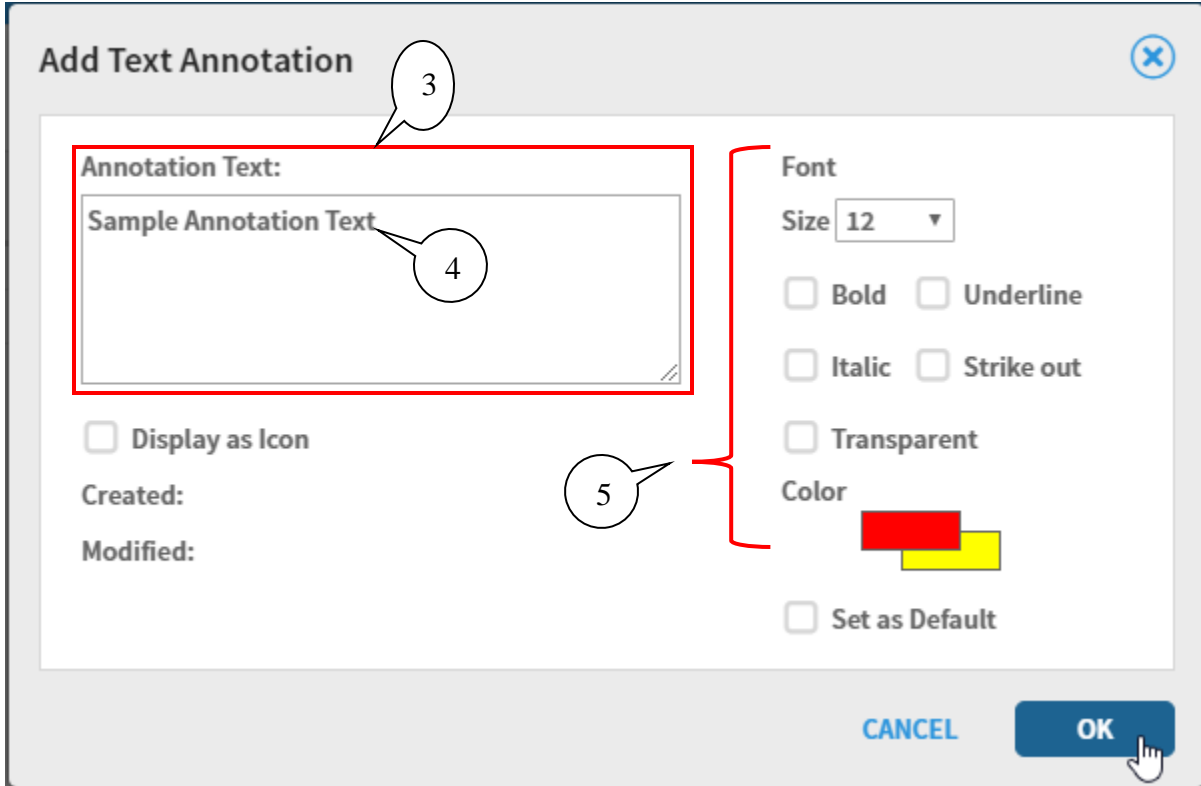 Add Text Annotation
3
Annotation Text:
Sample Annotation Text
4
Display as Icon
Created:
Modified:
5
Font
Size 12
Bold Underline
Italic Strike out
Transparent
Color
Set as Default
CANCEL OK